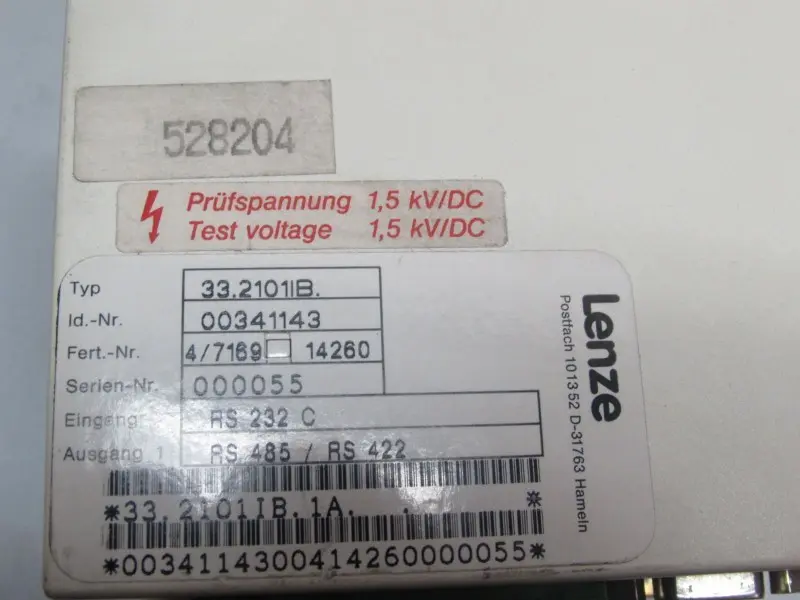 528204
Prüfspannung 1,5 kV/DC
Test voltage 1,5 kV/DC
Typ 33.2101IB.
Id.-Nr. 00341143
Fert.-Nr. 4/7169 14260
Serien-Nr. 000055
Eingang RS 232 C
Ausgang 1 RS 485 / RS 422
*33.2101IB.1A. . *
*0034114300414260000055*
Lenze
Postfach 101352 D-31763 Hameln